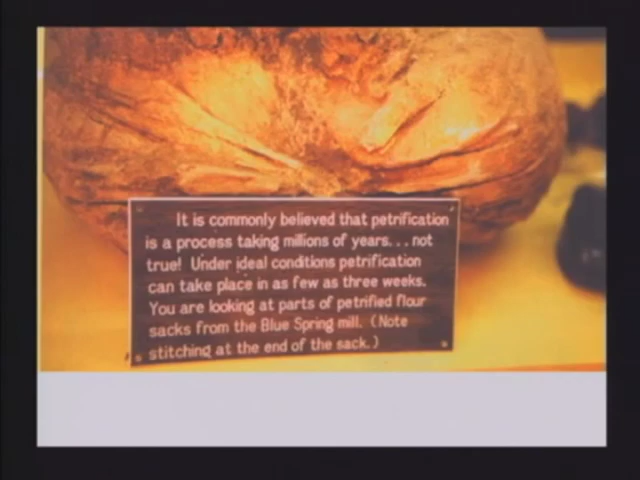 It is commonly believed that petrification
is a process taking millions of years...not
true! Under ideal conditions petrification
can take place in as few as three weeks.
You are looking at parts of petrified flour
sacks from the Blue Spring mill. (Note
stitching at the end of the sack.)